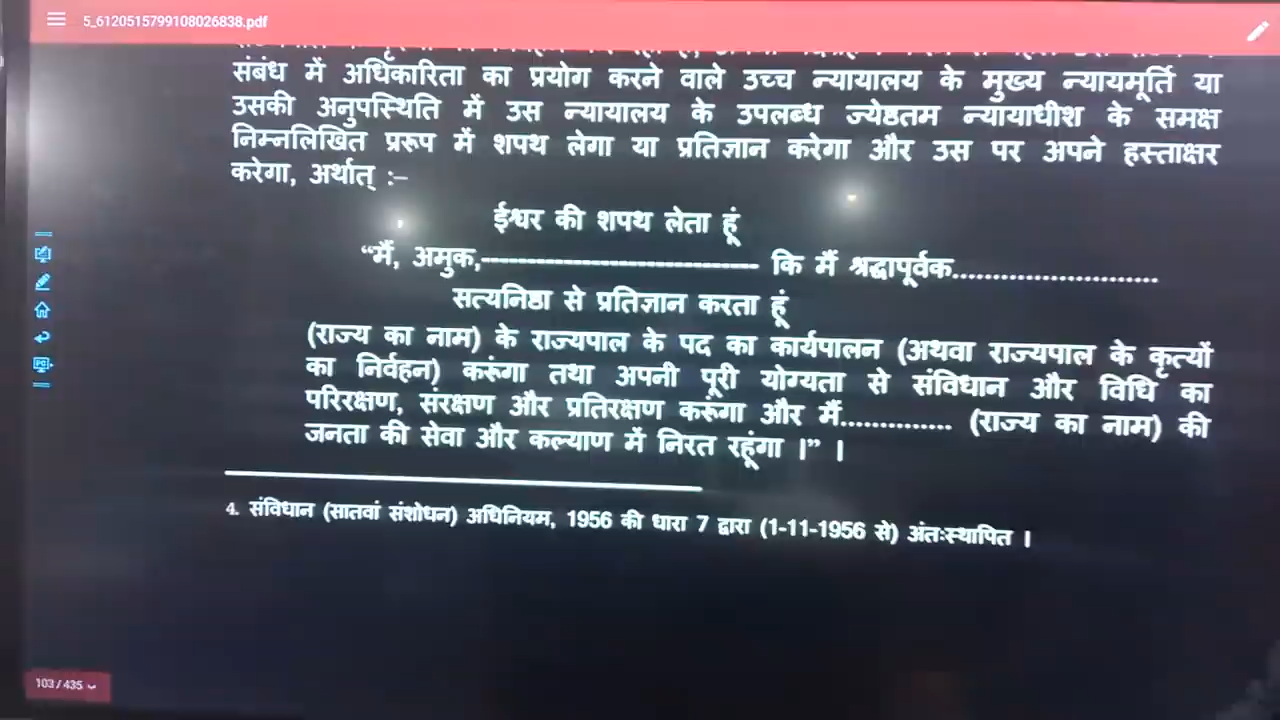 5_6120515799108026838.pdf
संबंध में अधिकारिता का प्रयोग करने वाले उच्च न्यायालय के मुख्य न्यायमूर्ति या
उसकी अनुपस्थिति में उस न्यायालय के उपलब्ध ज्येष्ठतम न्यायाधीश के समक्ष
निम्नलिखित प्ररूप में शपथ लेगा या प्रतिज्ञान करेगा और उस पर अपने हस्ताक्षर
करेगा, अर्थात् :–
ईश्वर की शपथ लेता हूं
“मैं, अमुक,------------------------------ कि मैं श्रद्धापूर्वक..........................
सत्यनिष्ठा से प्रतिज्ञान करता हूं
(राज्य का नाम) के राज्यपाल के पद का कार्यपालन (अथवा राज्यपाल के कृत्यों
का निर्वहन) करूंगा तथा अपनी पूरी योग्यता से संविधान और विधि का
परिरक्षण, संरक्षण और प्रतिरक्षण करूंगा और मैं.............. (राज्य का नाम) की
जनता की सेवा और कल्याण में निरत रहूंगा ।” ।
4. संविधान (सातवां संशोधन) अधिनियम, 1956 की धारा 7 द्वारा (1-11-1956 से) अंतःस्थापित ।
103 / 435